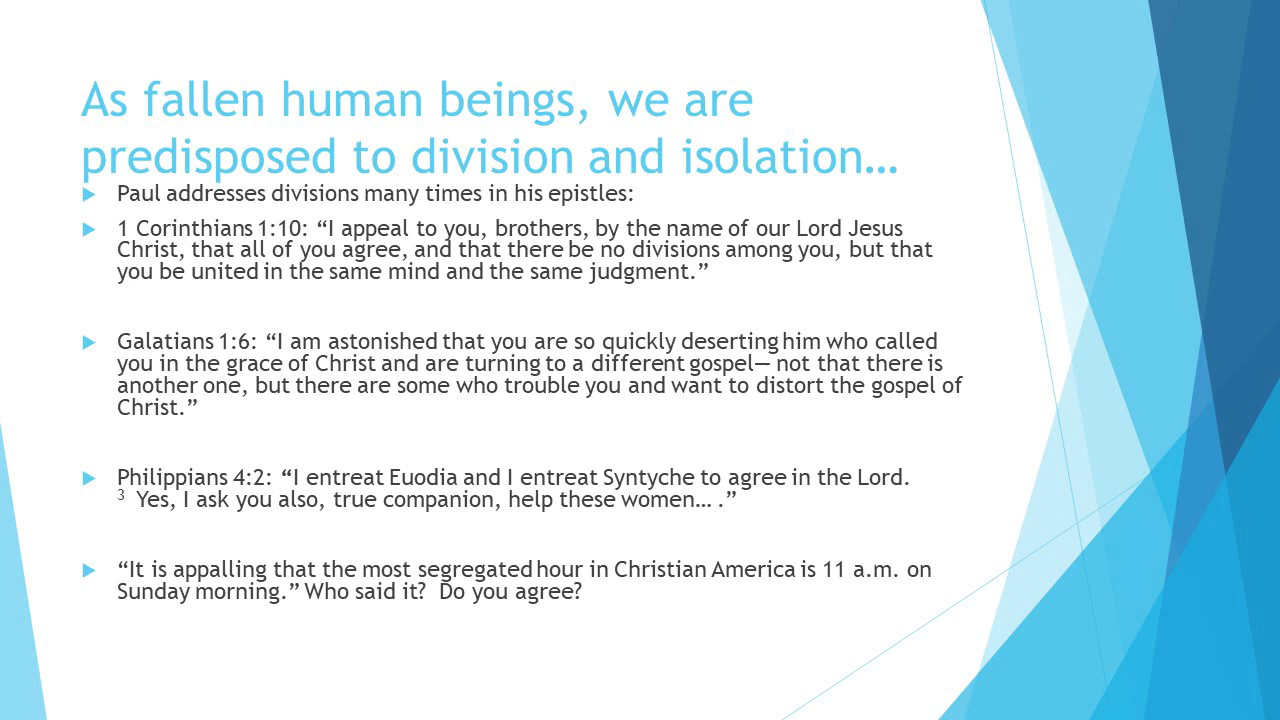 As fallen human beings, we are
predisposed to division and isolation…
Paul addresses divisions many times in his epistles:
1 Corinthians 1:10: “I appeal to you, brothers, by the name of our Lord Jesus
Christ, that all of you agree, and that there be no divisions among you, but that
you be united in the same mind and the same judgment.”
Galatians 1:6: “I am astonished that you are so quickly deserting him who called
you in the grace of Christ and are turning to a different gospel— not that there is
another one, but there are some who trouble you and want to distort the gospel of
Christ.”
Philippians 4:2: “I entreat Euodia and I entreat Syntyche to agree in the Lord.
3 Yes, I ask you also, true companion, help these women… .”
“It is appalling that the most segregated hour in Christian America is 11 a.m. on
Sunday morning.” Who said it? Do you agree?